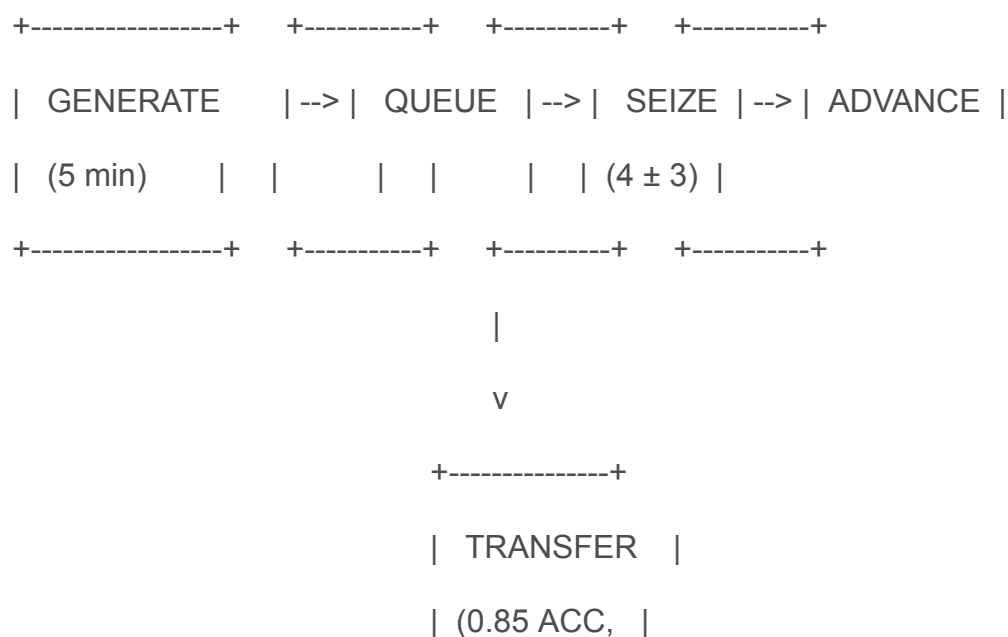 +------------------+ +-----------+ +----------+ +-----------+
| GENERATE | --> | QUEUE | --> | SEIZE | --> | ADVANCE |
| (5 min) | | | | | | (4 ± 3) |
+------------------+ +-----------+ +----------+ +-----------+
|
v
+---------------+
| TRANSFER |
| (0.85 ACC, |